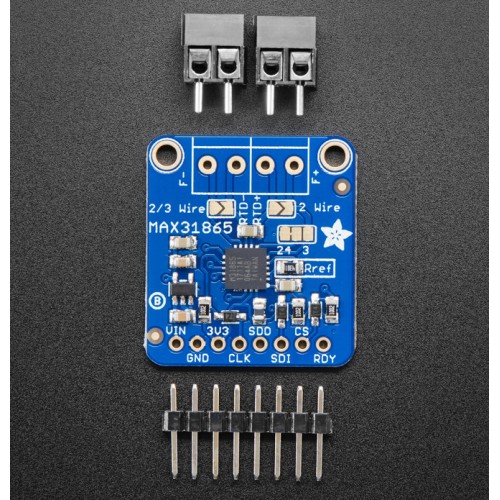 F- F+
RTD- RTD+
2/3 Wire 2 Wire
MAX31865
24 3
Rref
B
VIN 3V3 SDO CS
GND CLK SDI RDY